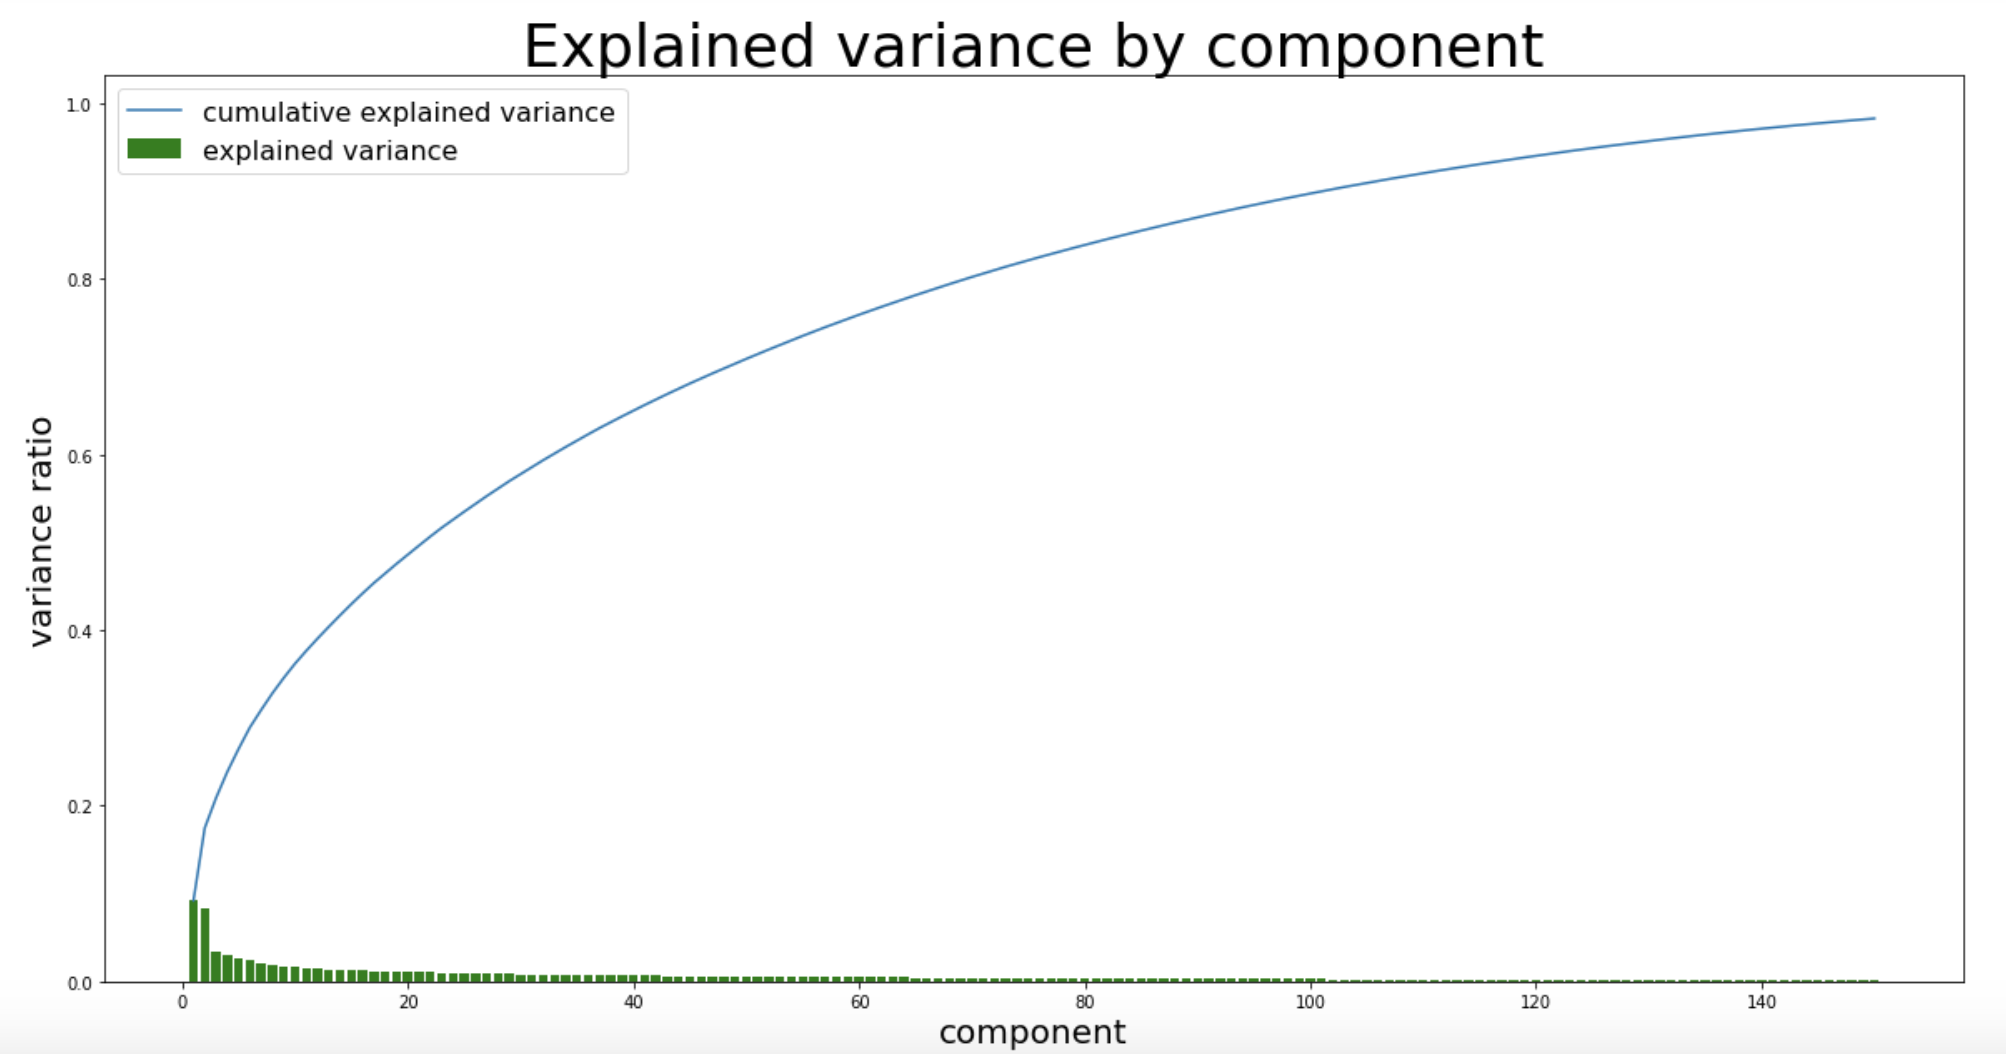 Explained variance by component
cumulative explained variance
explained variance
1.0
0.8
0.6
0.4
0.2
0.0
variance ratio
0 20 40 60 80 100 120 140
component